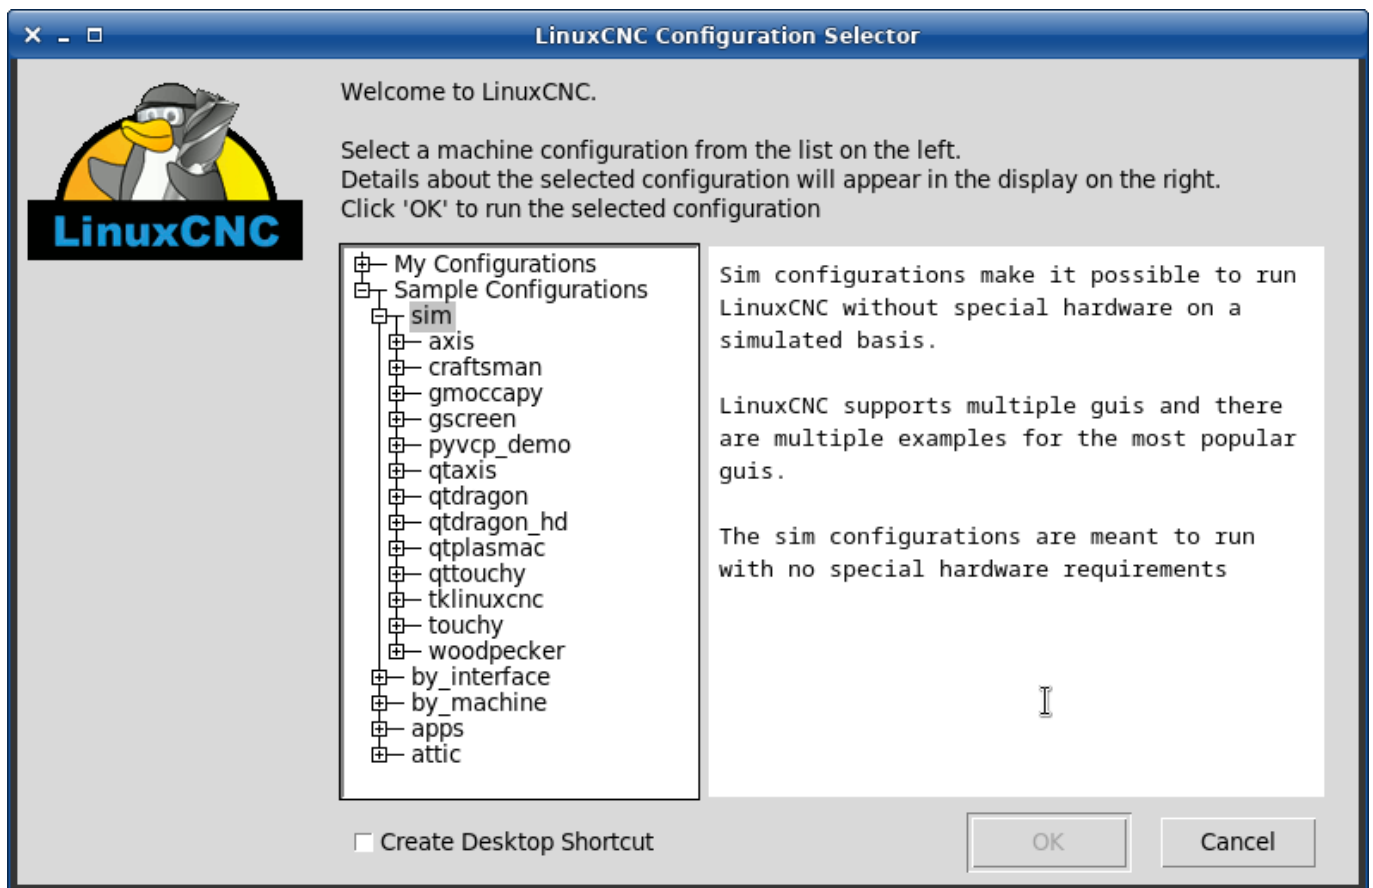 LinuxCNC Configuration Selector
LinuxCNC
Welcome to LinuxCNC.
Select a machine configuration from the list on the left.
Details about the selected configuration will appear in the display on the right.
Click 'OK' to run the selected configuration
My Configurations
Sample Configurations
sim
axis
craftsman
gmoccapy
gscreen
pyvcp_demo
qtaxis
qtdragon
qtdragon_hd
qtplasmac
qttouchy
tklinuxcnc
touchy
woodpecker
by_interface
by_machine
apps
attic
Sim configurations make it possible to run
LinuxCNC without special hardware on a
simulated basis.
LinuxCNC supports multiple guis and there
are multiple examples for the most popular
guis.
The sim configurations are meant to run
with no special hardware requirements
Create Desktop Shortcut
OK
Cancel